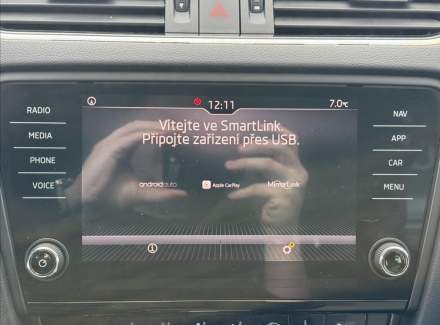 12:11
7.0°C
RADIO
MEDIA
PHONE
VOICE
Vítejte ve SmartLink.
Připojte zařízení přes USB.
androidauto
Apple CarPlay
MirrorLink
NAV
APP
CAR
MENU